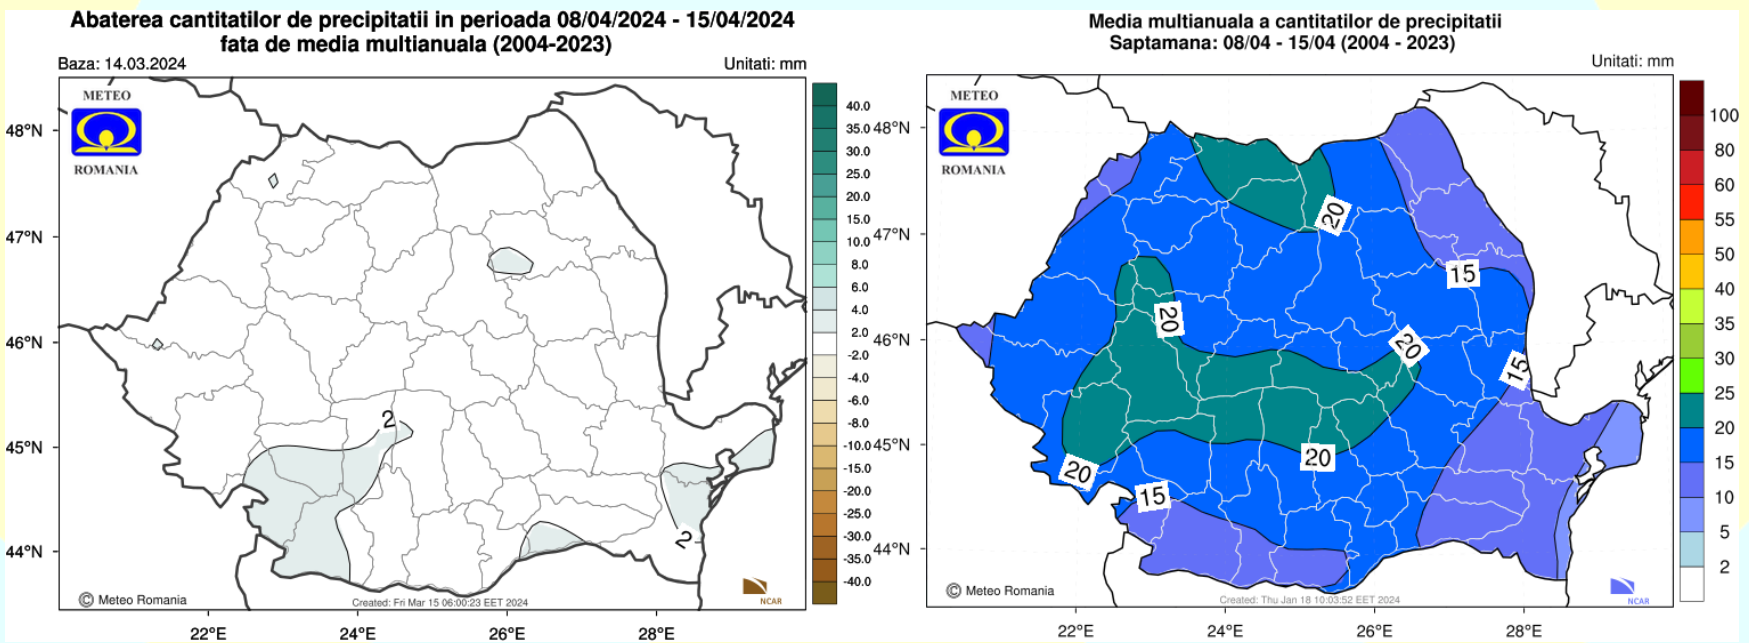 Abaterea cantitatilor de precipitatii in perioada 08/04/2024 - 15/04/2024
fata de media multianuala (2004-2023)
Baza: 14.03.2024
Unitati: mm
METEO
ROMANIA
48°N
47°N
46°N
45°N
44°N
22°E
24°E
26°E
28°E
2
2
40.0
35.0
30.0
25.0
20.0
15.0
10.0
8.0
6.0
4.0
2.0
-2.0
-4.0
-6.0
-8.0
-10.0
-15.0
-20.0
-25.0
-30.0
-35.0
-40.0
© Meteo Romania
Created: Fri Mar 15 06:00:23 EET 2024
NCAR
Media multianuala a cantitatilor de precipitatii
Saptamana: 08/04 - 15/04 (2004 - 2023)
Unitati: mm
METEO
ROMANIA
48°N
47°N
46°N
45°N
44°N
22°E
24°E
26°E
28°E
20
15
20
20
15
20
20
15
100
80
60
55
50
40
35
30
25
20
15
10
5
2
© Meteo Romania
Created: Thu Jan 18 10:03:52 EET 2024
NCAR